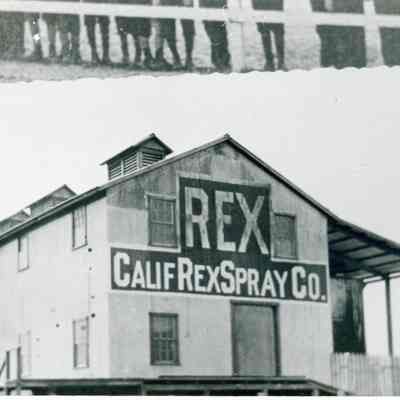 REX
CALIF REX SPRAY CO.